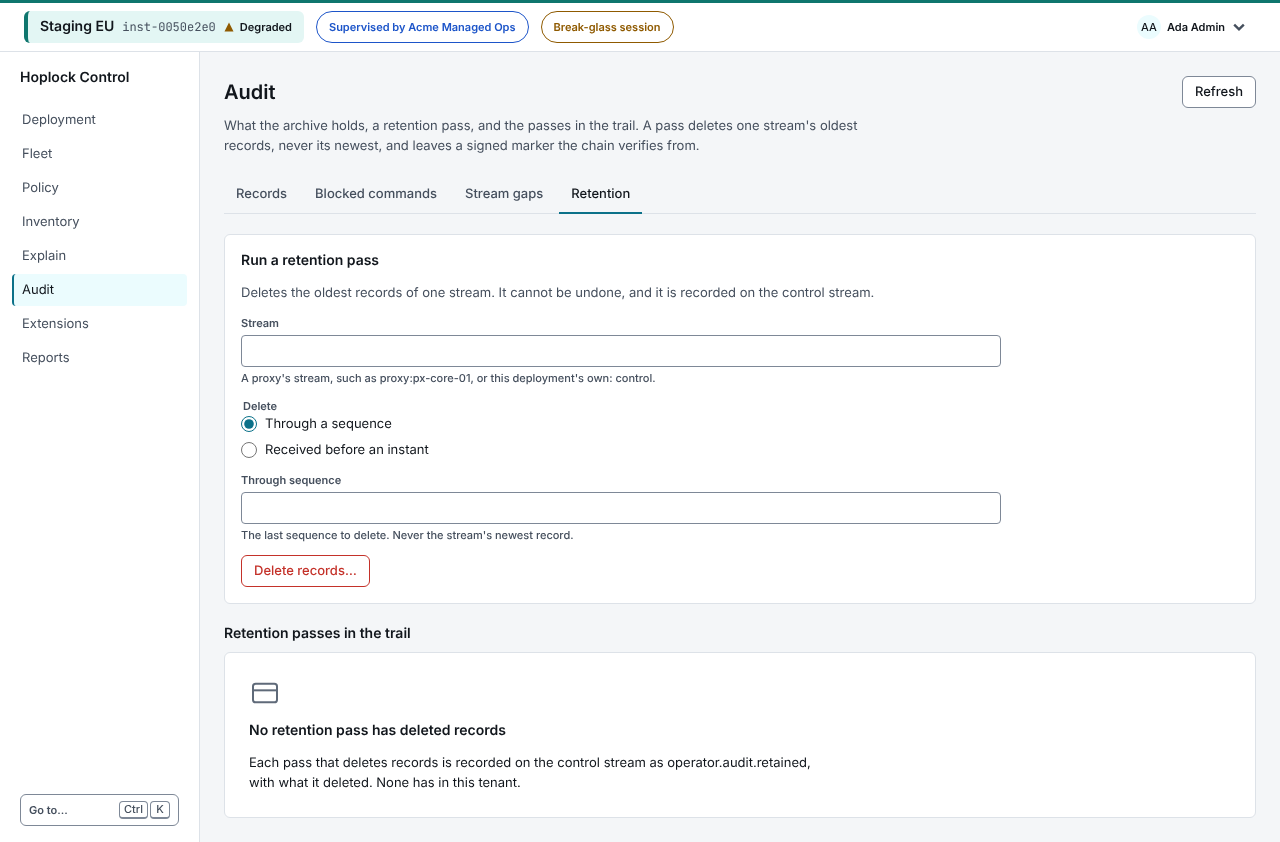 Staging EU inst-0050e2e0 Degraded
Supervised by Acme Managed Ops
Break-glass session
AA Ada Admin
Hoplock Control
Deployment
Fleet
Policy
Inventory
Explain
Audit
Extensions
Reports
Go to...
Ctrl K
Audit
Refresh
What the archive holds, a retention pass, and the passes in the trail. A pass deletes one stream's oldest
records, never its newest, and leaves a signed marker the chain verifies from.
Records Blocked commands Stream gaps Retention
Run a retention pass
Deletes the oldest records of one stream. It cannot be undone, and it is recorded on the control stream.
Stream
A proxy's stream, such as proxy:px-core-01, or this deployment's own: control.
Delete
Through a sequence
Received before an instant
Through sequence
The last sequence to delete. Never the stream's newest record.
Delete records...
Retention passes in the trail
No retention pass has deleted records
Each pass that deletes records is recorded on the control stream as operator.audit.retained,
with what it deleted. None has in this tenant.